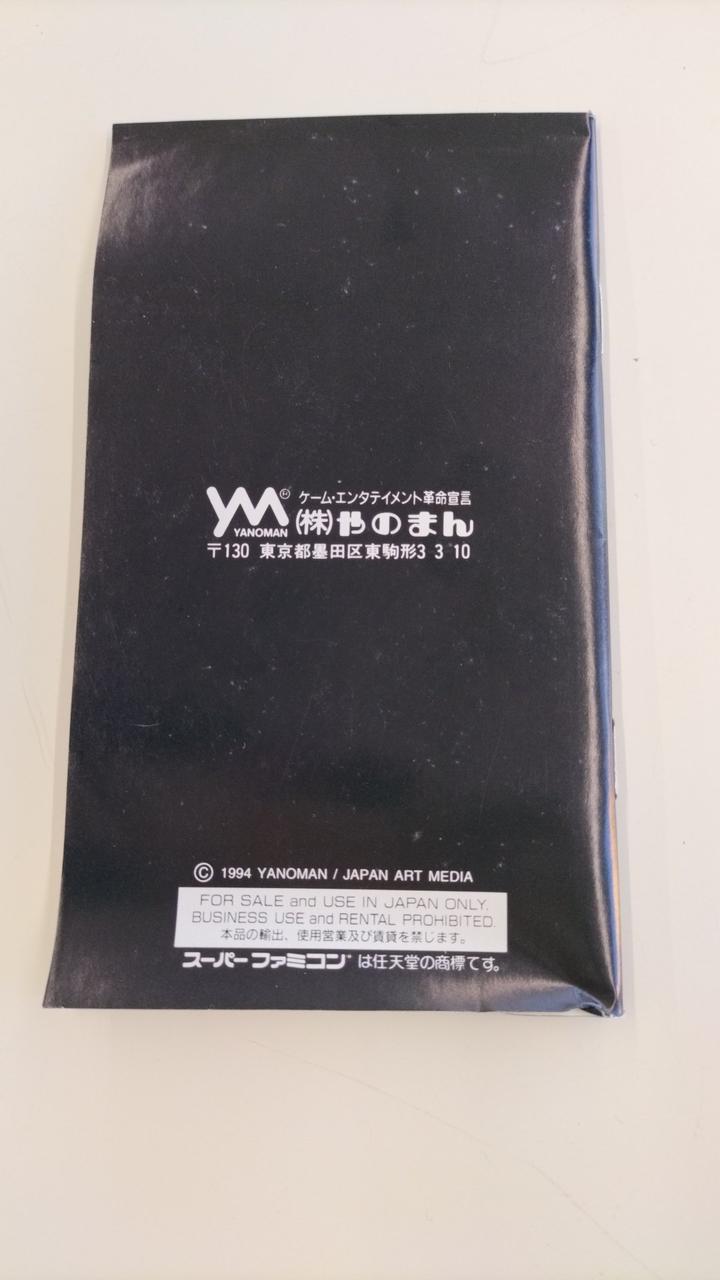 YM® ゲーム・エンタテイメント革命宣言
YANOMAN (株)やのまん
〒130 東京都墨田区東駒形3 3 10
© 1994 YANOMAN / JAPAN ART MEDIA
FOR SALE and USE IN JAPAN ONLY.
BUSINESS USE and RENTAL PROHIBITED.
本品の輸出、使用営業及び賃貸を禁じます。
スーパーファミコン®は任天堂の商標です。